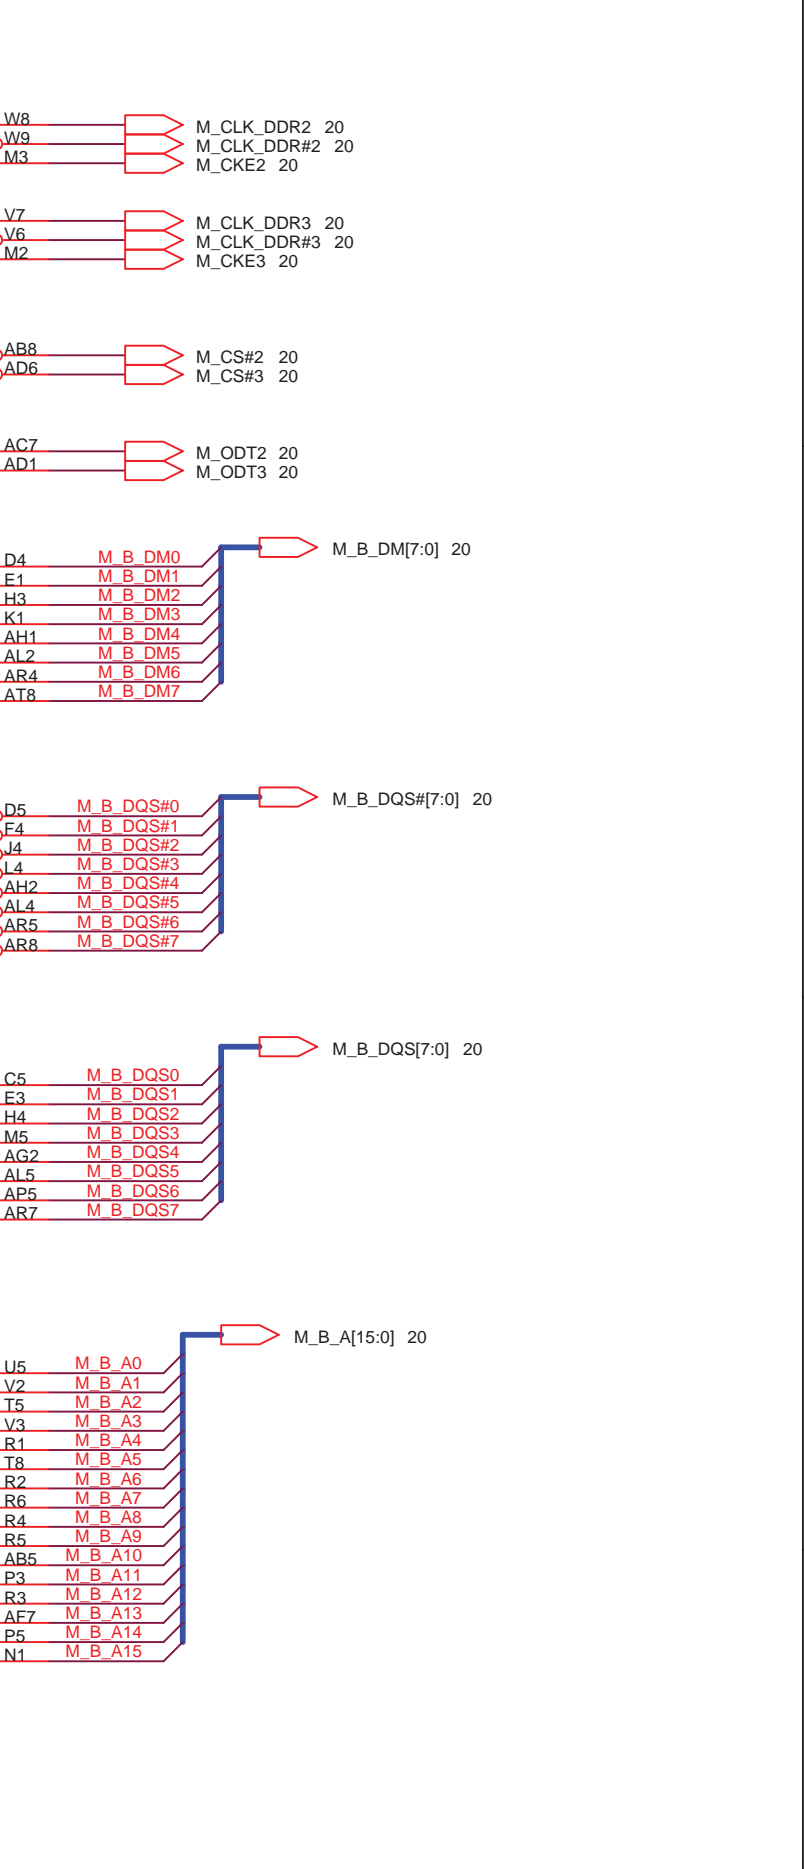 W8 M_CLK_DDR2 20
W9 M_CLK_DDR#2 20
M3 M_CKE2 20
V7 M_CLK_DDR3 20
V6 M_CLK_DDR#3 20
M2 M_CKE3 20
AB8 M_CS#2 20
AD6 M_CS#3 20
AC7 M_ODT2 20
AD1 M_ODT3 20
M_B_DM[7:0] 20
D4 M_B_DM0
E1 M_B_DM1
H3 M_B_DM2
K1 M_B_DM3
AH1 M_B_DM4
AL2 M_B_DM5
AR4 M_B_DM6
AT8 M_B_DM7
M_B_DQS#[7:0] 20
D5 M_B_DQS#0
F4 M_B_DQS#1
J4 M_B_DQS#2
L4 M_B_DQS#3
AH2 M_B_DQS#4
AL4 M_B_DQS#5
AR5 M_B_DQS#6
AR8 M_B_DQS#7
M_B_DQS[7:0] 20
C5 M_B_DQS0
E3 M_B_DQS1
H4 M_B_DQS2
M5 M_B_DQS3
AG2 M_B_DQS4
AL5 M_B_DQS5
AP5 M_B_DQS6
AR7 M_B_DQS7
M_B_A[15:0] 20
U5 M_B_A0
V2 M_B_A1
T5 M_B_A2
V3 M_B_A3
R1 M_B_A4
T8 M_B_A5
R2 M_B_A6
R6 M_B_A7
R4 M_B_A8
R5 M_B_A9
AB5 M_B_A10
P3 M_B_A11
R3 M_B_A12
AF7 M_B_A13
P5 M_B_A14
N1 M_B_A15